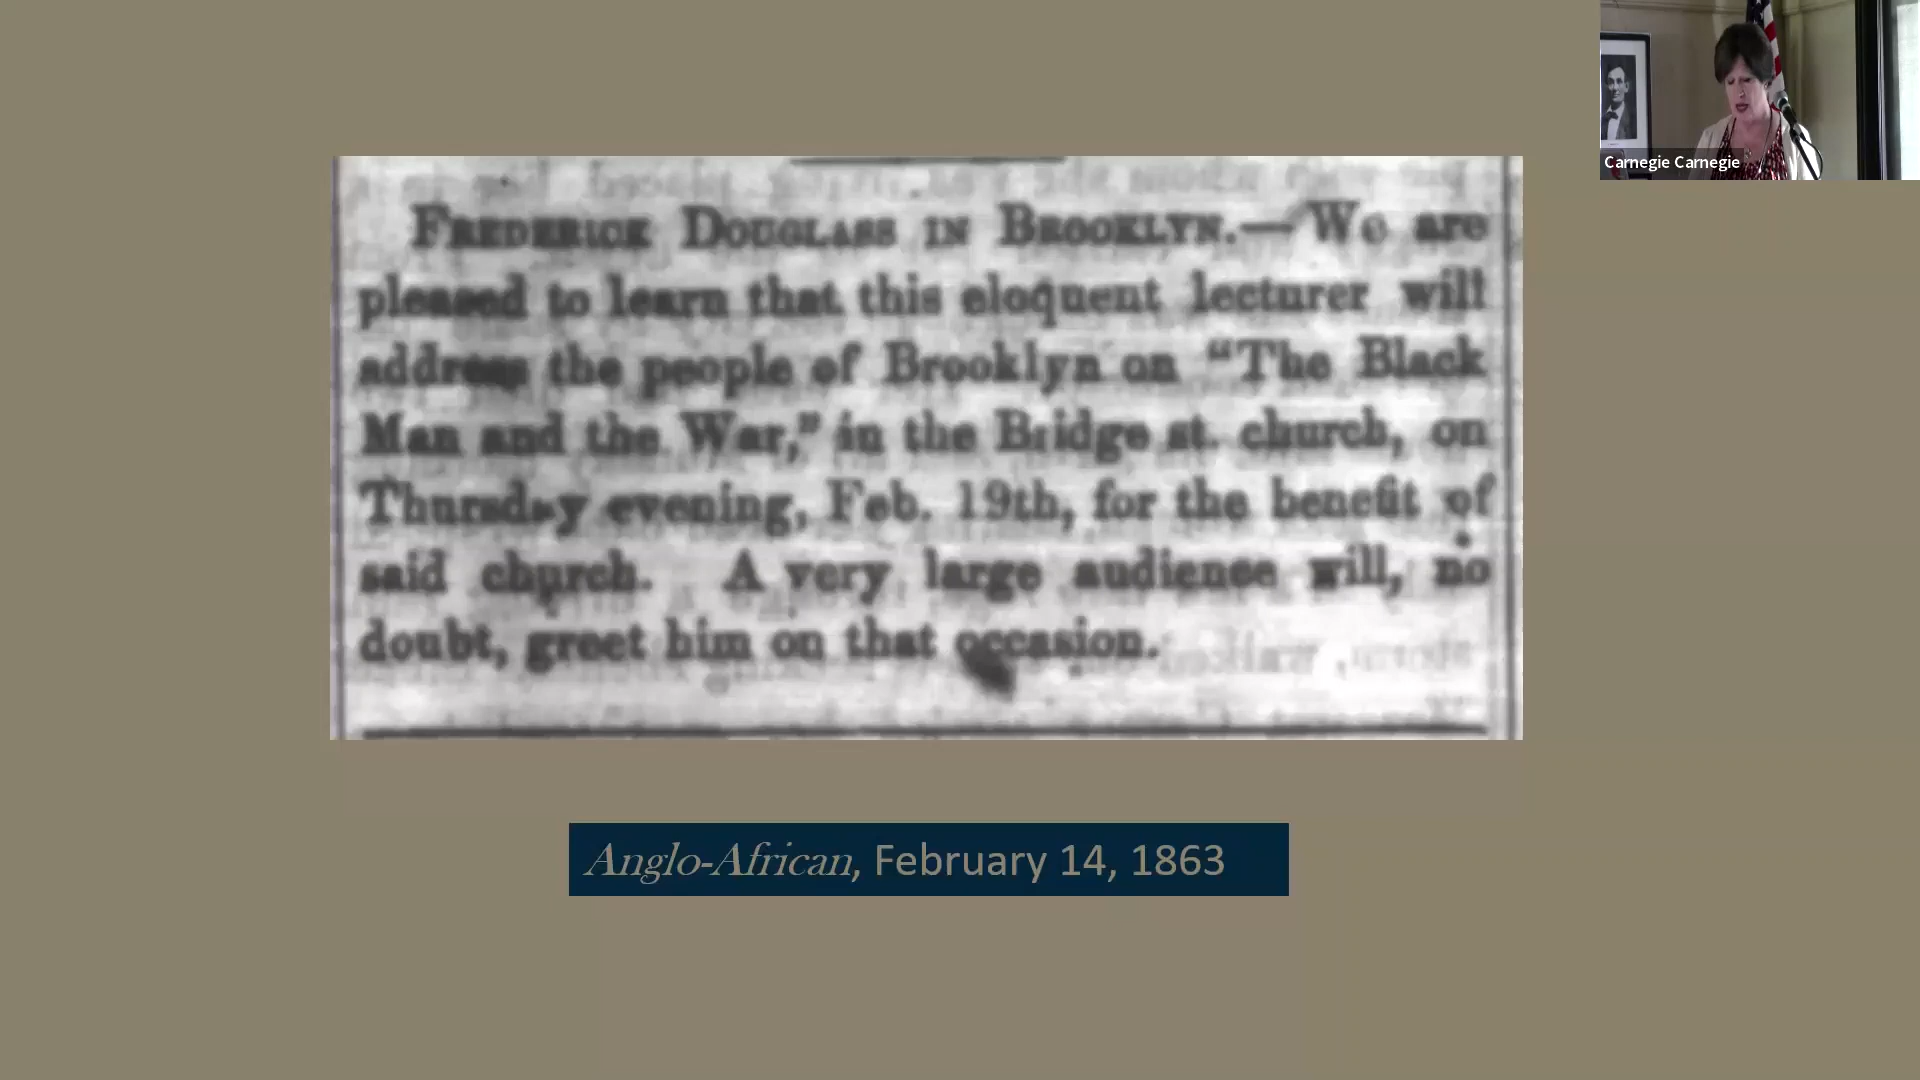 Carnegie Carnegie
FREDERICK DOUGLASS IN BROOKLYN.—We are
pleased to learn that this eloquent lecturer will
address the people of Brooklyn on “The Black
Man and the War,” in the Bridge st. church, on
Thursday evening, Feb. 19th, for the benefit of
said church. A very large audience will, no
doubt, greet him on that occasion.
Anglo-African, February 14, 1863